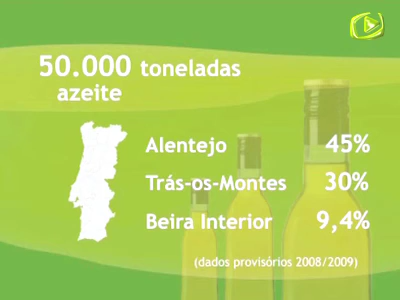 50.000 toneladas
azeite
Alentejo 45%
Trás-os-Montes 30%
Beira Interior 9,4%
(dados provisórios 2008/2009)